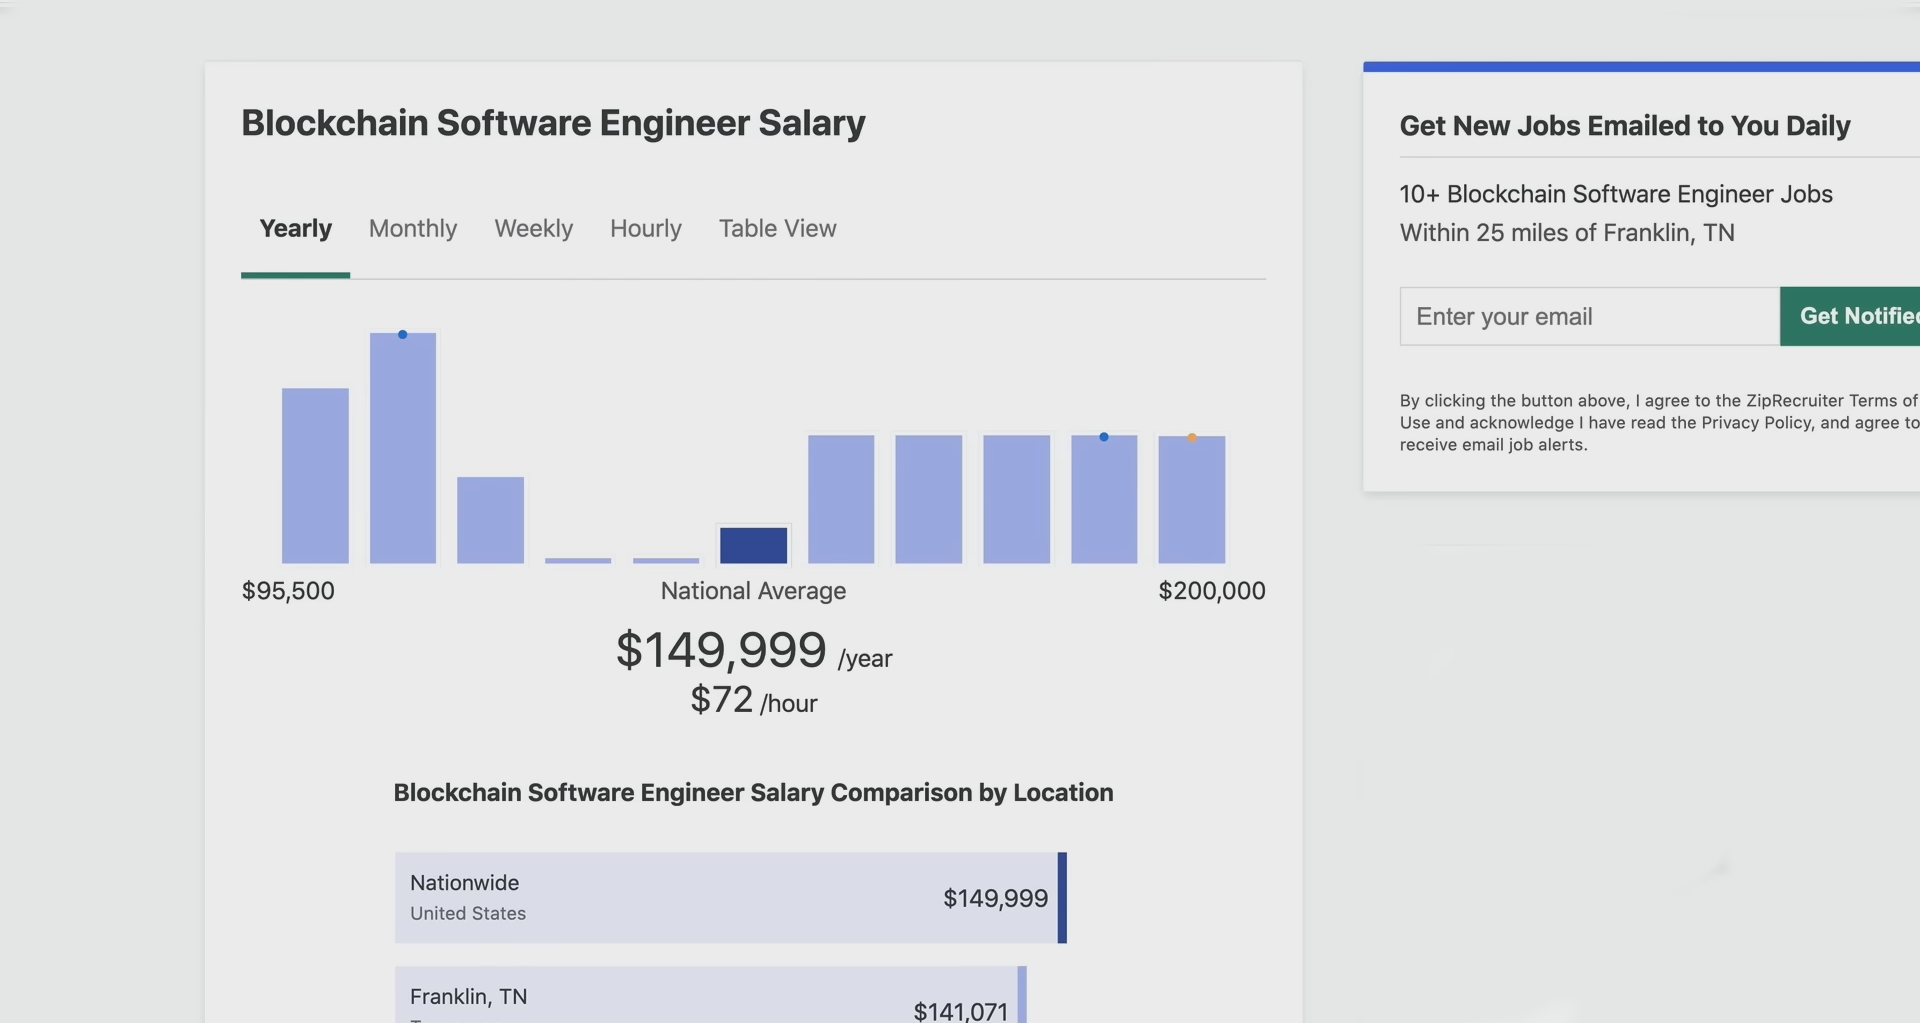 Blockchain Software Engineer Salary
Yearly
Monthly
Weekly
Hourly
Table View
$95,500
National Average
$200,000
$149,999 /year
$72 /hour
Blockchain Software Engineer Salary Comparison by Location
Nationwide
United States
$149,999
Franklin, TN
$141,071
Get New Jobs Emailed to You Daily
10+ Blockchain Software Engineer Jobs
Within 25 miles of Franklin, TN
Enter your email
Get Notified
By clicking the button above, I agree to the ZipRecruiter Terms of
Use and acknowledge I have read the Privacy Policy, and agree to
receive email job alerts.